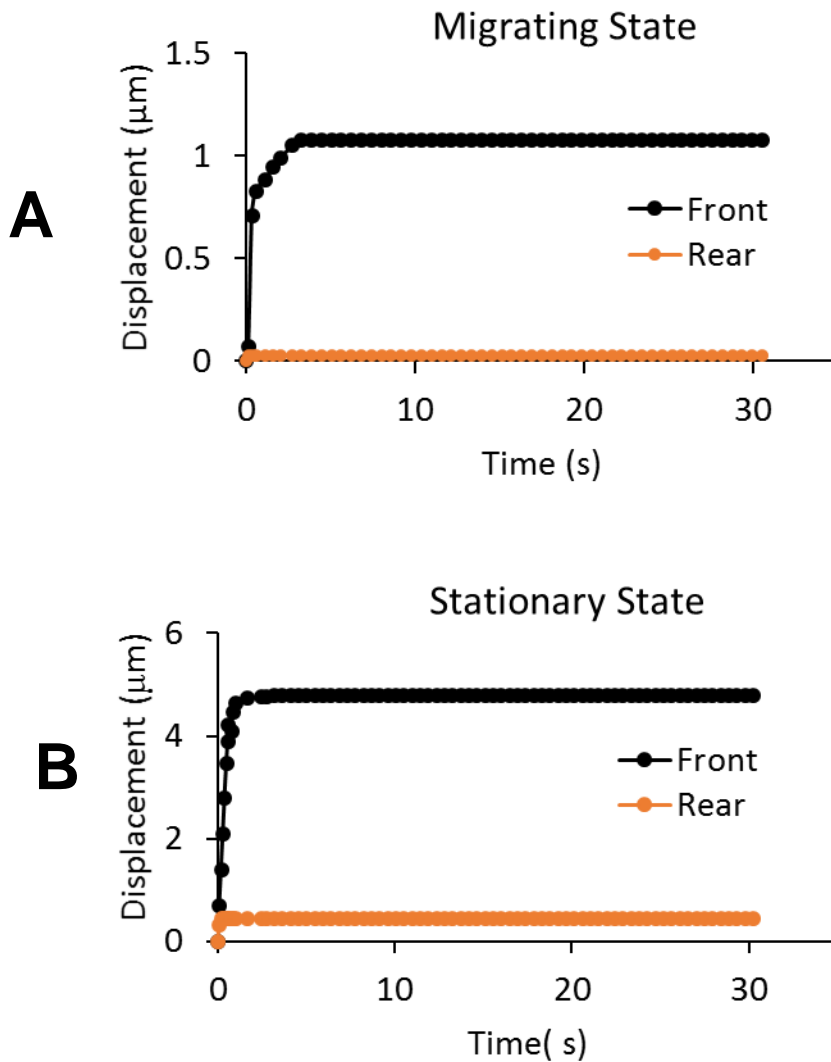 Migrating State
A
Displacement (μm)
1.5
1
0.5
0
Front
Rear
0 10 20 30
Time (s)
Stationary State
B
Displacement (μm)
6
4
2
0
Front
Rear
0 10 20 30
Time( s)